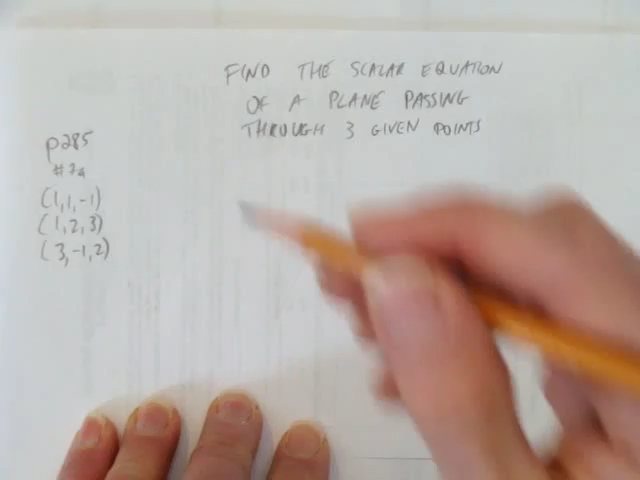 FIND THE SCALAR EQUATION
OF A PLANE PASSING
THROUGH 3 GIVEN POINTS
p285
#7a
(1,1,-1)
(1,2,3)
(3,-1,2)